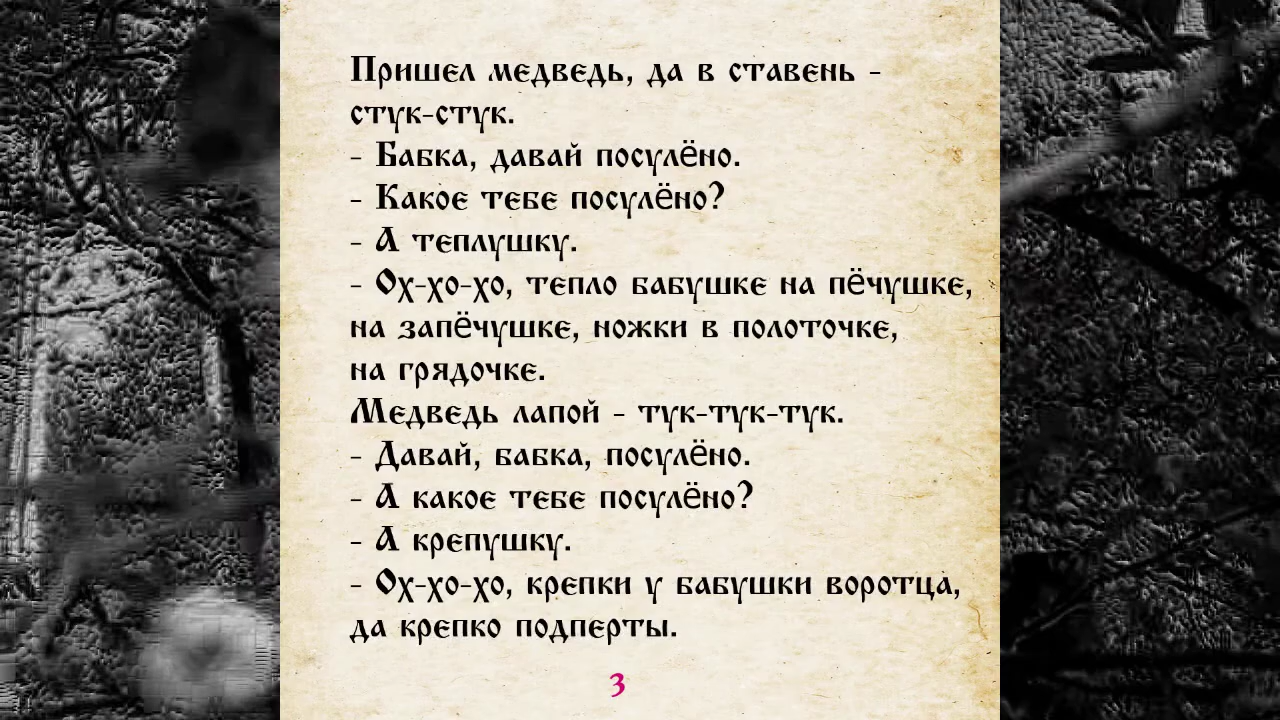 Пришел медведь, да в ставень -
стук-стук.
- Бабка, давай посулёно.
- Какое тебе посулёно?
- А теплушку.
- Ох-хо-хо, тепло бабушке на пёчушке,
на запёчушке, ножки в полоточке,
на грядочке.
Медведь лапой - тук-тук-тук.
- Давай, бабка, посулёно.
- А какое тебе посулёно?
- А крепушку.
- Ох-хо-хо, крепки у бабушки воротца,
да крепко подперты.
3